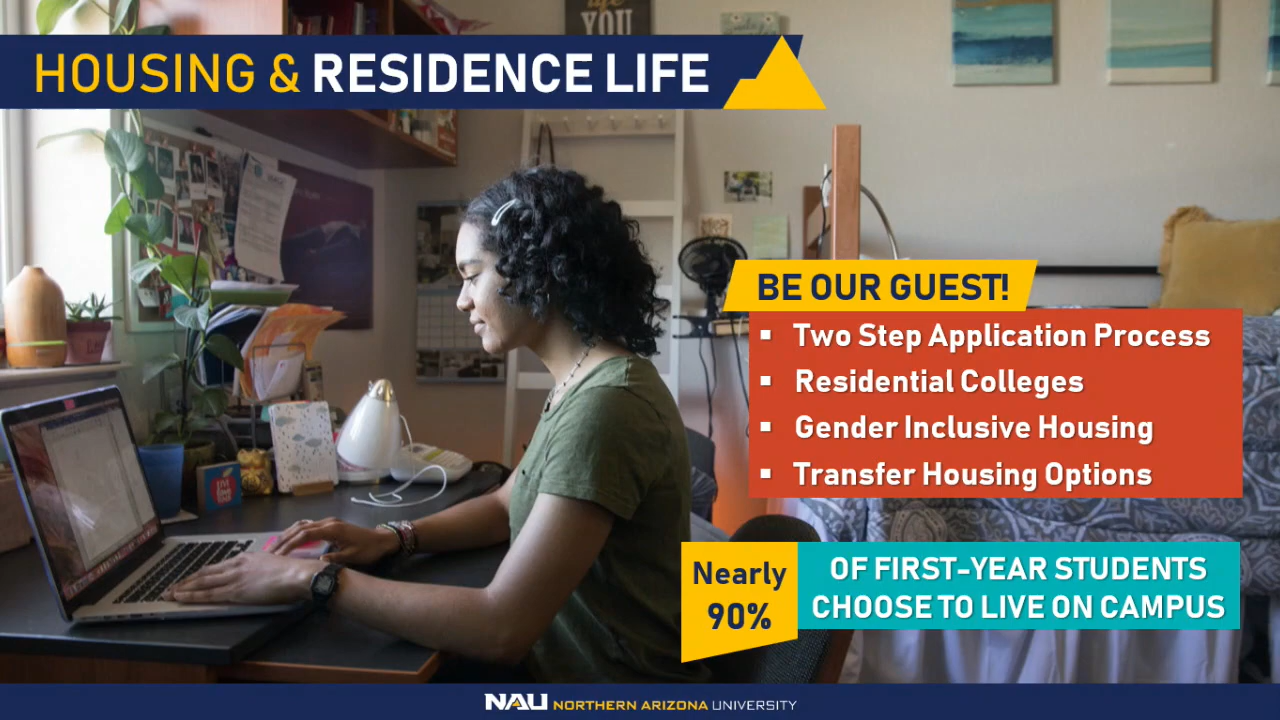 YOU
HOUSING & RESIDENCE LIFE
BE OUR GUEST!
▪ Two Step Application Process
▪ Residential Colleges
▪ Gender Inclusive Housing
▪ Transfer Housing Options
Nearly
90%
OF FIRST-YEAR STUDENTS
CHOOSE TO LIVE ON CAMPUS
NAU NORTHERN ARIZONA UNIVERSITY